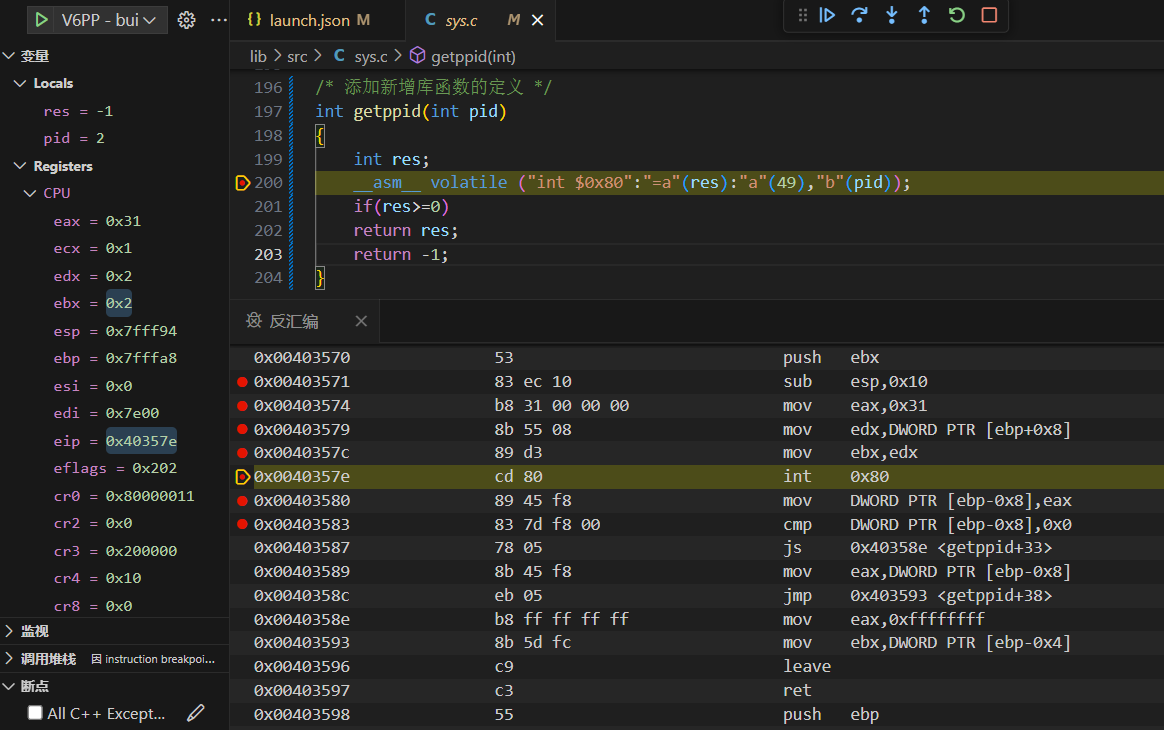 V6PP - bui
launch.json M
C sys.c M
变量
Locals
res = -1
pid = 2
Registers
CPU
eax = 0x31
ecx = 0x1
edx = 0x2
ebx = 0x2
esp = 0x7fff94
ebp = 0x7fffa8
esi = 0x0
edi = 0x7e00
eip = 0x40357e
eflags = 0x202
cr0 = 0x80000011
cr2 = 0x0
cr3 = 0x200000
cr4 = 0x10
cr8 = 0x0
监视
调用堆栈 因 instruction breakpoi...
断点
All C++ Except...
lib > src > C sys.c > getppid(int)
196 /* 添加新增库函数的定义 */
197 int getppid(int pid)
198 {
199 int res;
200 __asm__ volatile ("int $0x80":"=a"(res):"a"(49),"b"(pid));
201 if(res>=0)
202 return res;
203 return -1;
204 }
反汇编
0x00403570 53 push ebx
0x00403571 83 ec 10 sub esp,0x10
0x00403574 b8 31 00 00 00 mov eax,0x31
0x00403579 8b 55 08 mov edx,DWORD PTR [ebp+0x8]
0x0040357c 89 d3 mov ebx,edx
0x0040357e cd 80 int 0x80
0x00403580 89 45 f8 mov DWORD PTR [ebp-0x8],eax
0x00403583 83 7d f8 00 cmp DWORD PTR [ebp-0x8],0x0
0x00403587 78 05 js 0x40358e <getppid+33>
0x00403589 8b 45 f8 mov eax,DWORD PTR [ebp-0x8]
0x0040358c eb 05 jmp 0x403593 <getppid+38>
0x0040358e b8 ff ff ff ff mov eax,0xffffffff
0x00403593 8b 5d fc mov ebx,DWORD PTR [ebp-0x4]
0x00403596 c9 leave
0x00403597 c3 ret
0x00403598 55 push ebp